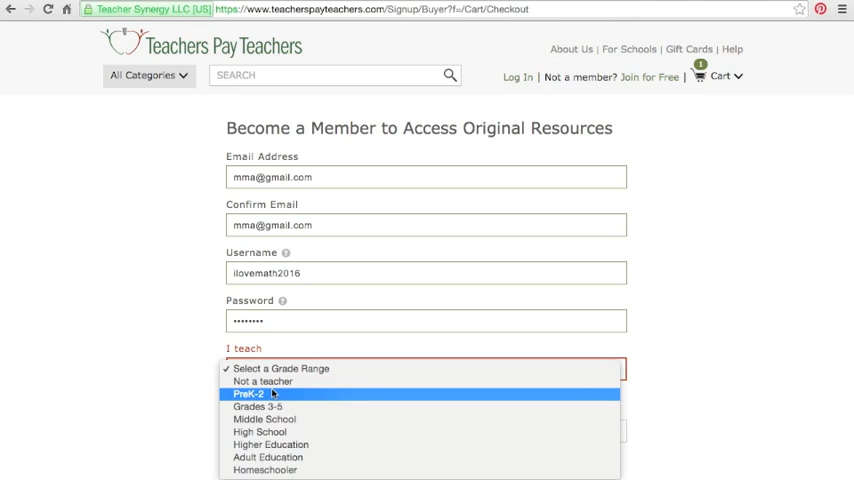 Teacher Synergy LLC [US] https://www.teacherspayteachers.com/Signup/Buyer?f=/Cart/Checkout
Teachers Pay Teachers
About Us | For Schools | Gift Cards | Help
All Categories
SEARCH
Log In | Not a member? Join for Free | 1 Cart
Become a Member to Access Original Resources
Email Address
mma@gmail.com
Confirm Email
mma@gmail.com
Username ?
ilovemath2016
Password ?
••••••••
I teach
✓ Select a Grade Range
Not a teacher
PreK-2
Grades 3-5
Middle School
High School
Higher Education
Adult Education
Homeschooler